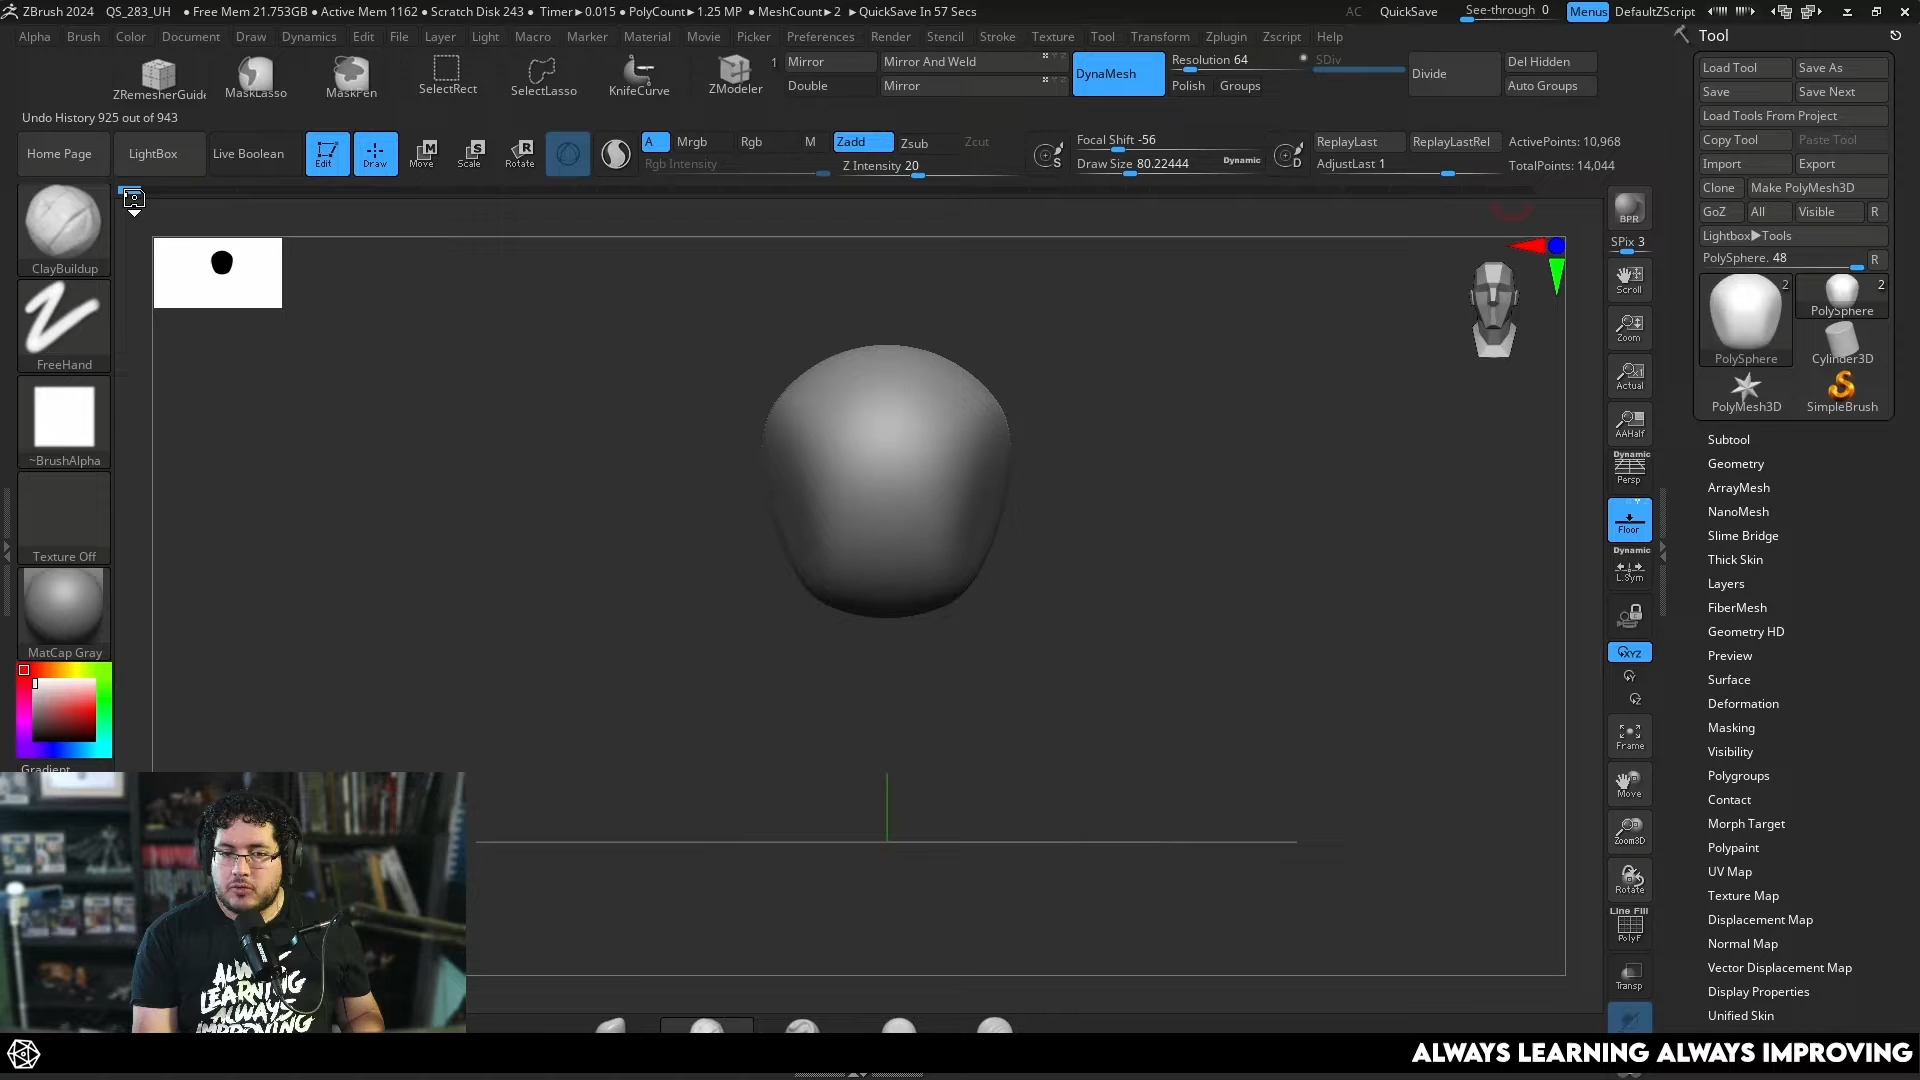 ZBrush 2024 QS_283_UH ● Free Mem 21.753GB ● Active Mem 1162 ● Scratch Disk 243 ● Timer►0.015 ● PolyCount►1.25 MP ● MeshCount►2 ►QuickSave In 57 Secs AC QuickSave See-through 0 Menus DefaultZScript
Alpha Brush Color Document Draw Dynamics Edit File Layer Light Macro Marker Material Movie Picker Preferences Render Stencil Stroke Texture Tool Transform Zplugin Zscript Help
ZRemesherGuide MaskLasso MaskPen SelectRect SelectLasso KnifeCurve ZModeler 1
Mirror Mirror And Weld
Double Mirror
DynaMesh
Resolution 64 SDiv
Polish Groups
Divide
Del Hidden
Auto Groups
Undo History 925 out of 943
Home Page LightBox Live Boolean Edit Draw Move Scale Rotate
M S R
A Mrgb Rgb M Zadd Zsub Zcut
Rgb Intensity Z Intensity 20
S
Focal Shift -56
Draw Size 80.22444 Dynamic
D
ReplayLast ReplayLastRel ActivePoints: 10,968
AdjustLast 1 TotalPoints: 14,044
ClayBuildup
FreeHand
~BrushAlpha
Texture Off
MatCap Gray
Gradient
BPR
SPix 3
Scroll
Zoom
Actual
AAHalf
Dynamic
Persp
Floor
Dynamic
L.Sym
XYZ
Y
Z
Frame
Move
Zoom3D
Rotate
Line Fill
PolyF
Transp
Tool
Load Tool Save As
Save Save Next
Load Tools From Project
Copy Tool Paste Tool
Import Export
Clone Make PolyMesh3D
GoZ All Visible R
Lightbox►Tools
PolySphere. 48 R
2 2
PolySphere
PolySphere Cylinder3D
PolyMesh3D SimpleBrush
Subtool
Geometry
ArrayMesh
NanoMesh
Slime Bridge
Thick Skin
Layers
FiberMesh
Geometry HD
Preview
Surface
Deformation
Masking
Visibility
Polygroups
Contact
Morph Target
Polypaint
UV Map
Texture Map
Displacement Map
Normal Map
Vector Displacement Map
Display Properties
Unified Skin
LEARNING
ALWAYS
IMPROVING
ALWAYS LEARNING ALWAYS IMPROVING